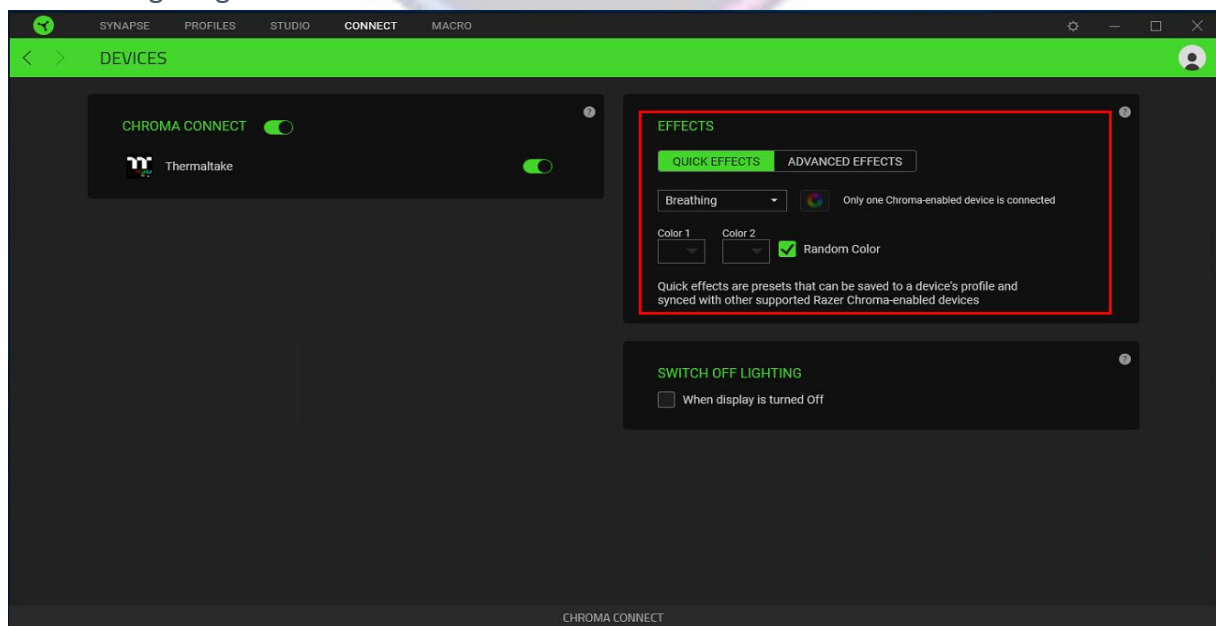 SYNAPSE PROFILES STUDIO CONNECT MACRO
DEVICES
CHROMA CONNECT
Thermaltake
EFFECTS
QUICK EFFECTS ADVANCED EFFECTS
Breathing Only one Chroma-enabled device is connected
Color 1 Color 2
Random Color
Quick effects are presets that can be saved to a device's profile and
synced with other supported Razer Chroma-enabled devices
SWITCH OFF LIGHTING
When display is turned Off
CHROMA CONNECT